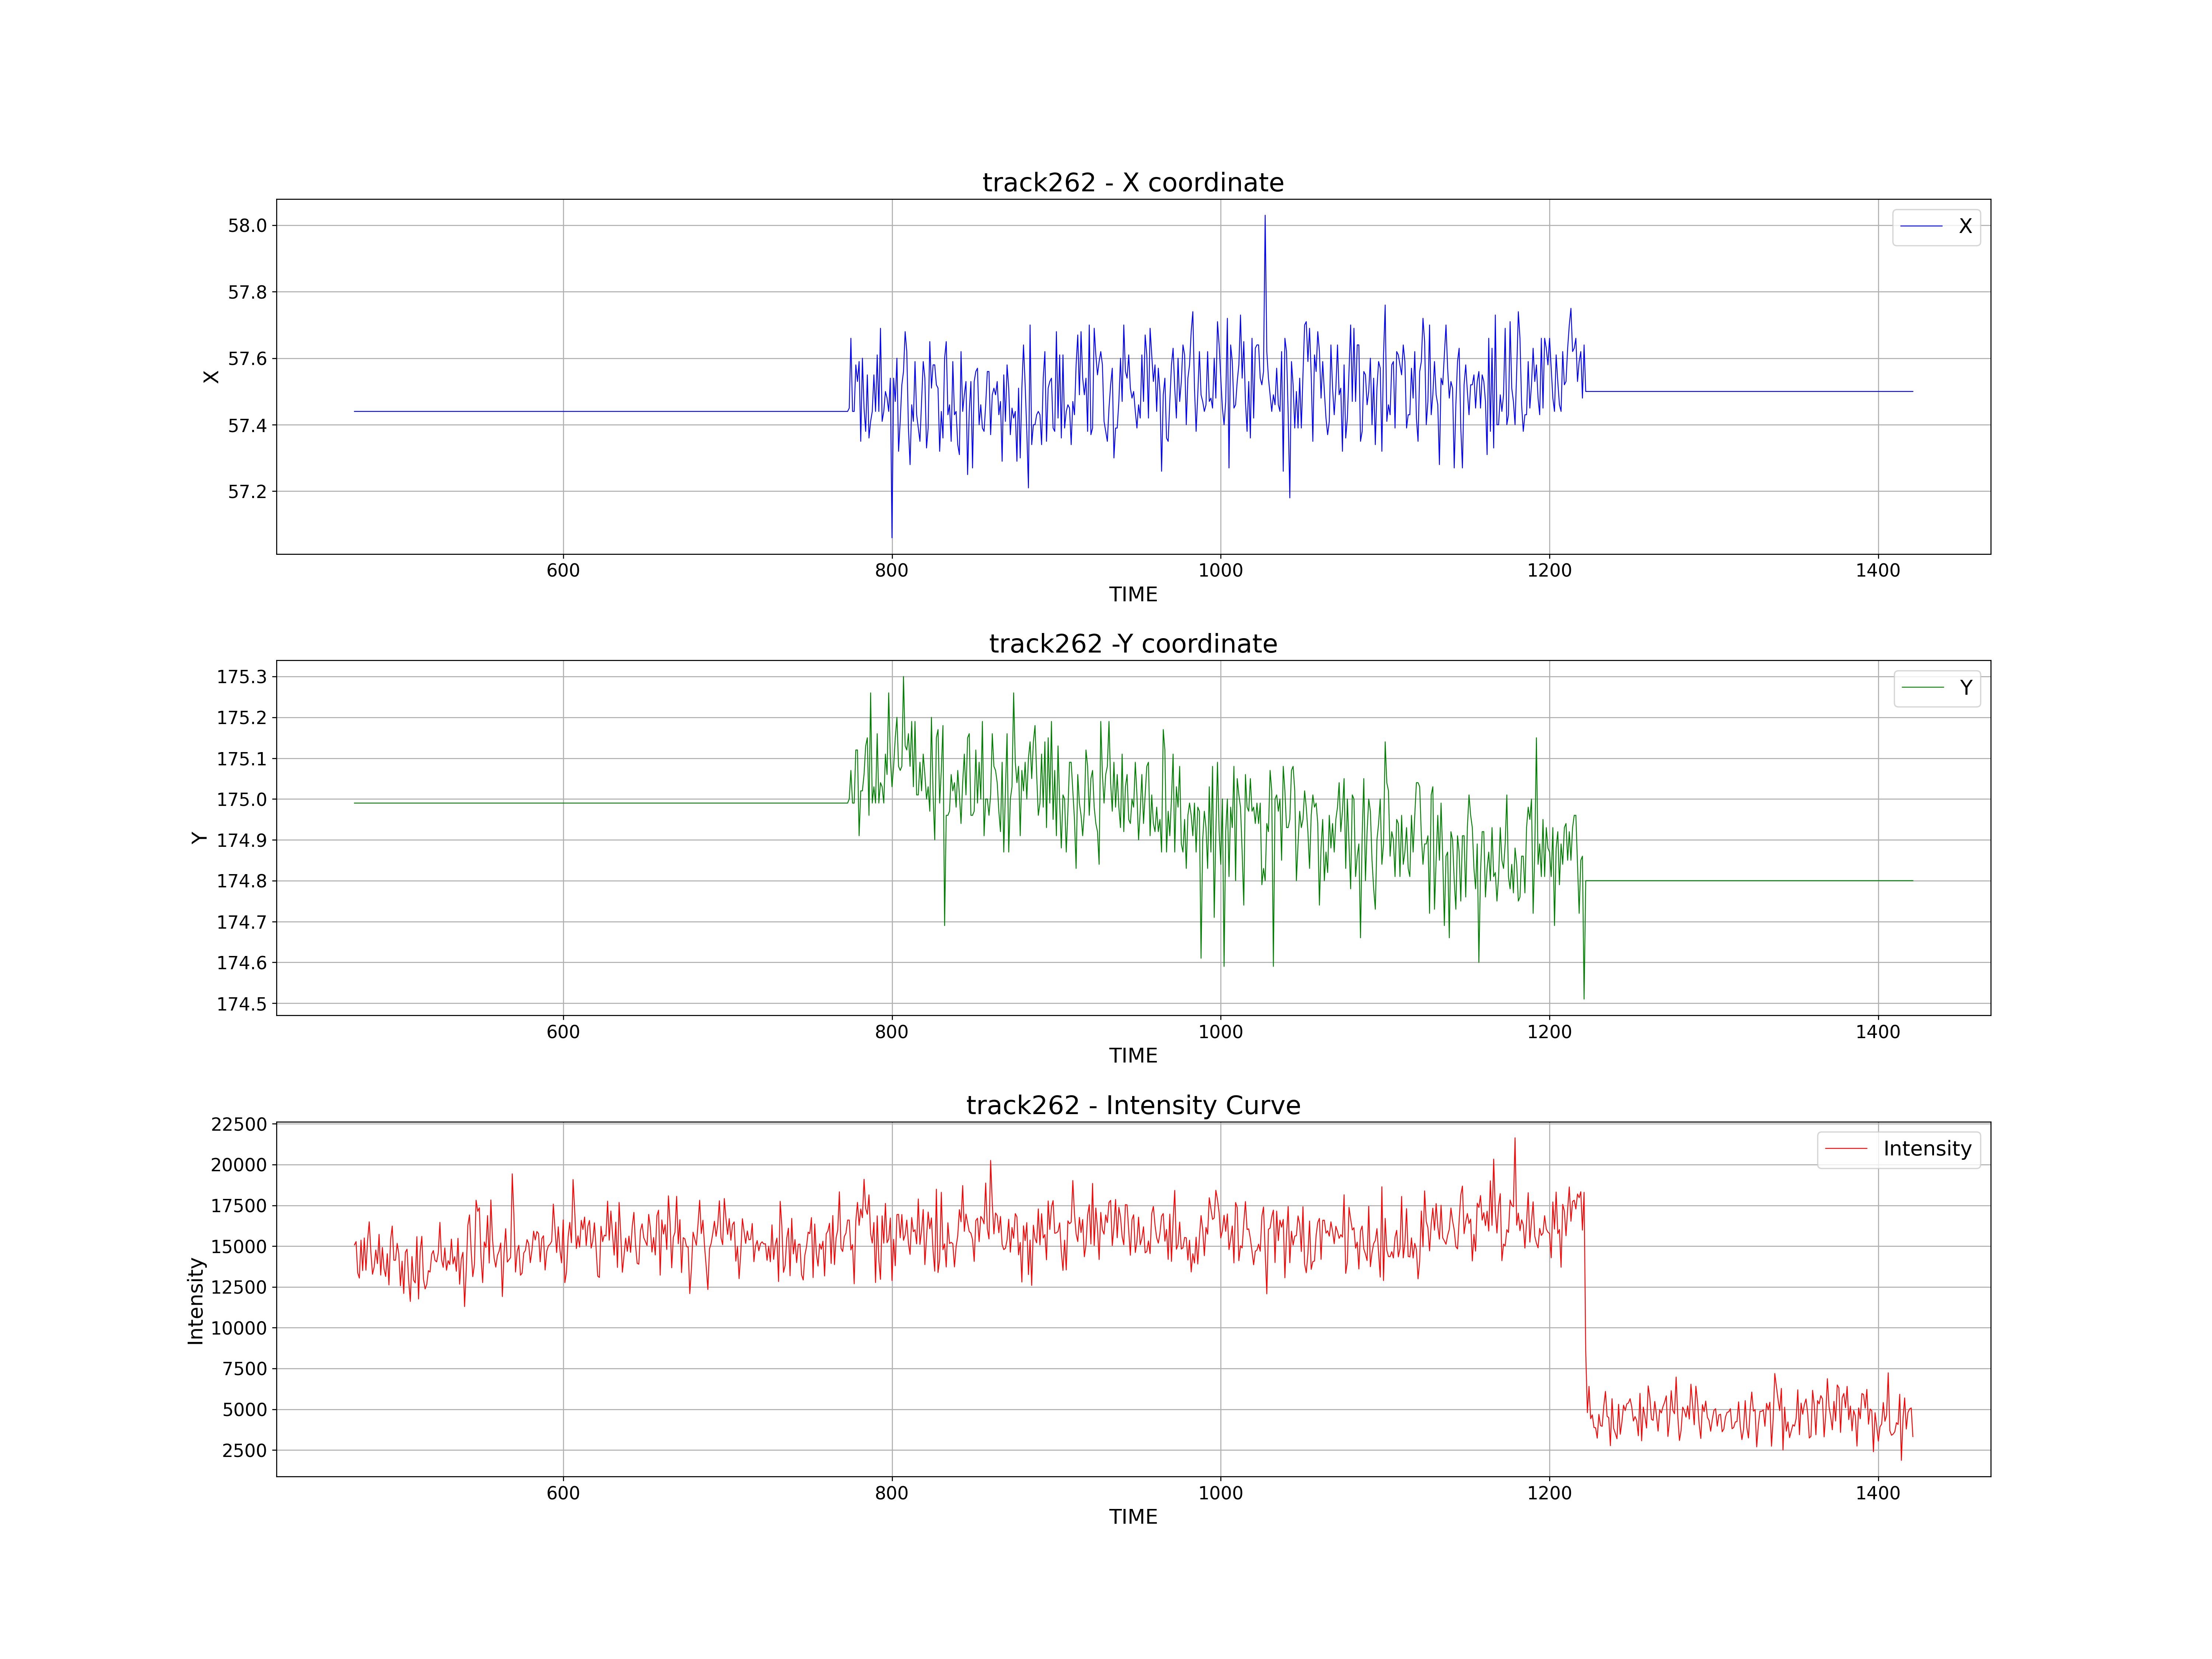 track262 - X coordinate
X
58.0
57.8
57.6
57.4
57.2
X
600 800 1000 1200 1400
TIME
track262 -Y coordinate
Y
175.3
175.2
175.1
175.0
174.9
174.8
174.7
174.6
174.5
Y
600 800 1000 1200 1400
TIME
track262 - Intensity Curve
Intensity
22500
20000
17500
15000
12500
10000
7500
5000
2500
Intensity
600 800 1000 1200 1400
TIME